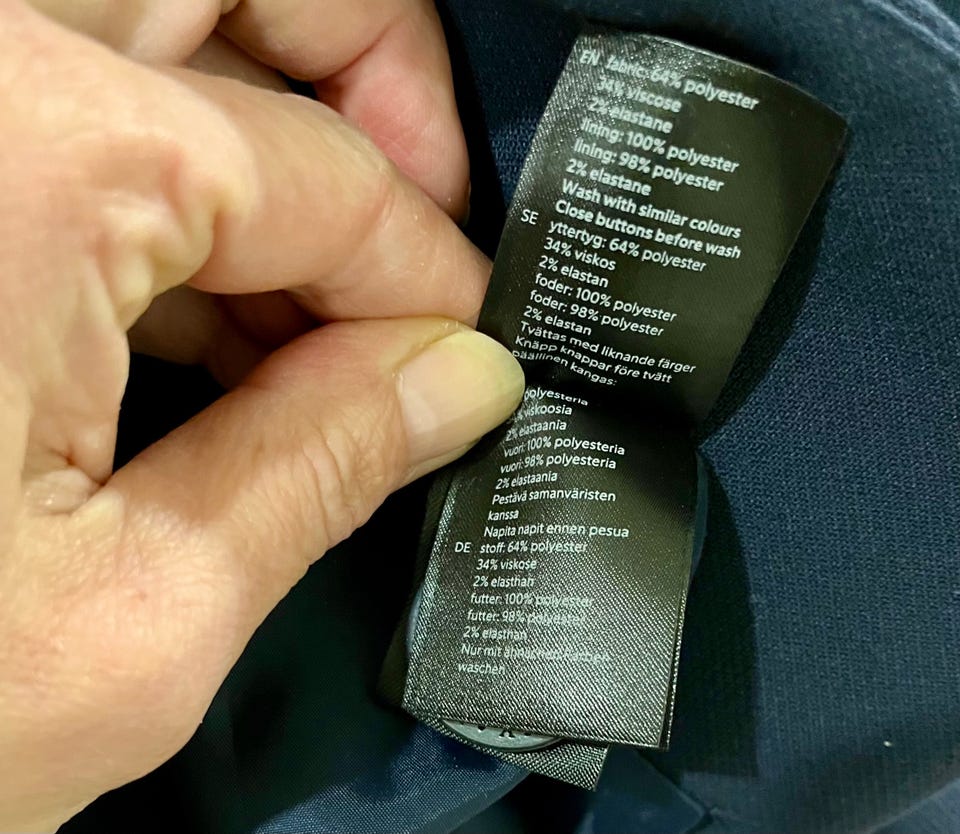 EN fabric: 64% polyester
34% viscose
2% elastane
lining: 100% polyester
lining: 98% polyester
2% elastane
Wash with similar colours
Close buttons before wash
SE yttertyg: 64% polyester
34% viskos
2% elastan
foder: 100% polyester
foder: 98% polyester
2% elastan
Tvättas med liknande färger
Knäpp knappar före tvätt
päällinen kangas:
polyesteria
viskoosia
2% elastaania
vuori: 100% polyesteria
vuori: 98% polyesteria
2% elastaania
Pestävä samanväristen
kanssa
Napita napit ennen pesua
DE stoff: 64% polyester
34% viskose
2% elasthan
futter: 100% polyester
futter: 98% polyester
2% elasthan
Nur mit
waschen